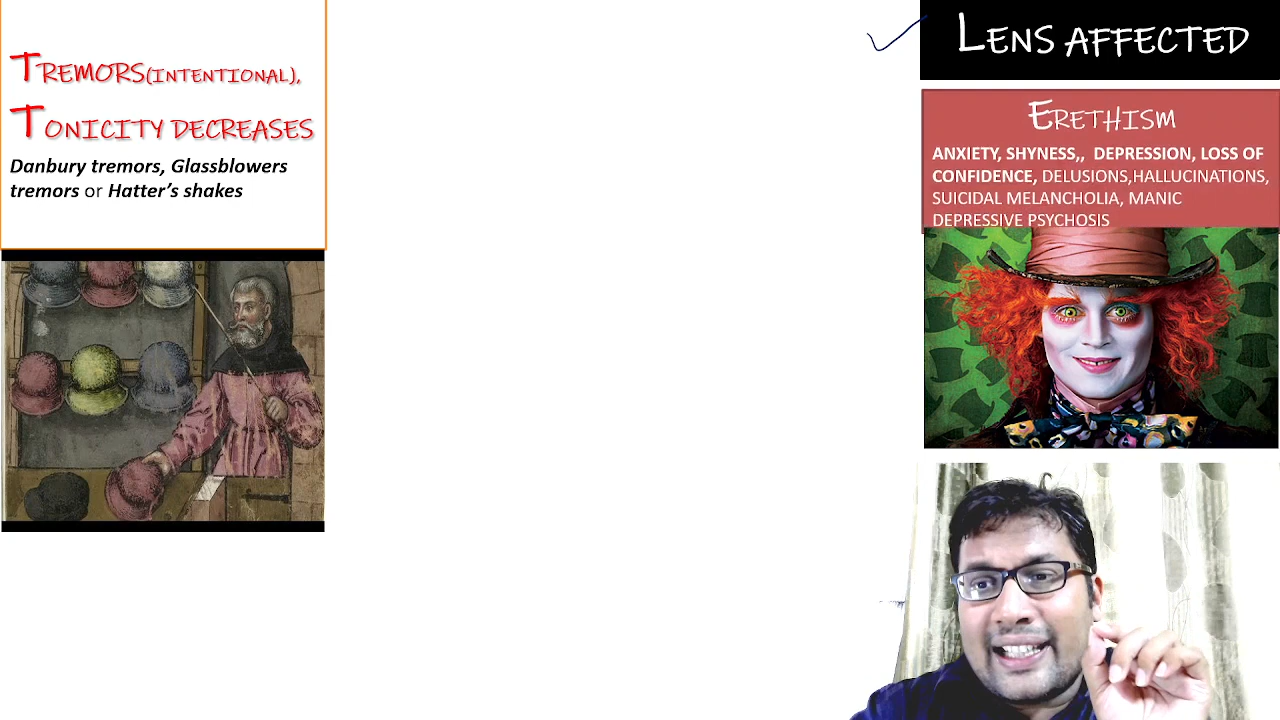 TREMORS(INTENTIONAL),
TONICITY DECREASES
Danbury tremors, Glassblowers
tremors or Hatter's shakes
LENS AFFECTED
ERETHISM
ANXIETY, SHYNESS,, DEPRESSION, LOSS OF
CONFIDENCE, DELUSIONS,HALLUCINATIONS,
SUICIDAL MELANCHOLIA, MANIC
DEPRESSIVE PSYCHOSIS